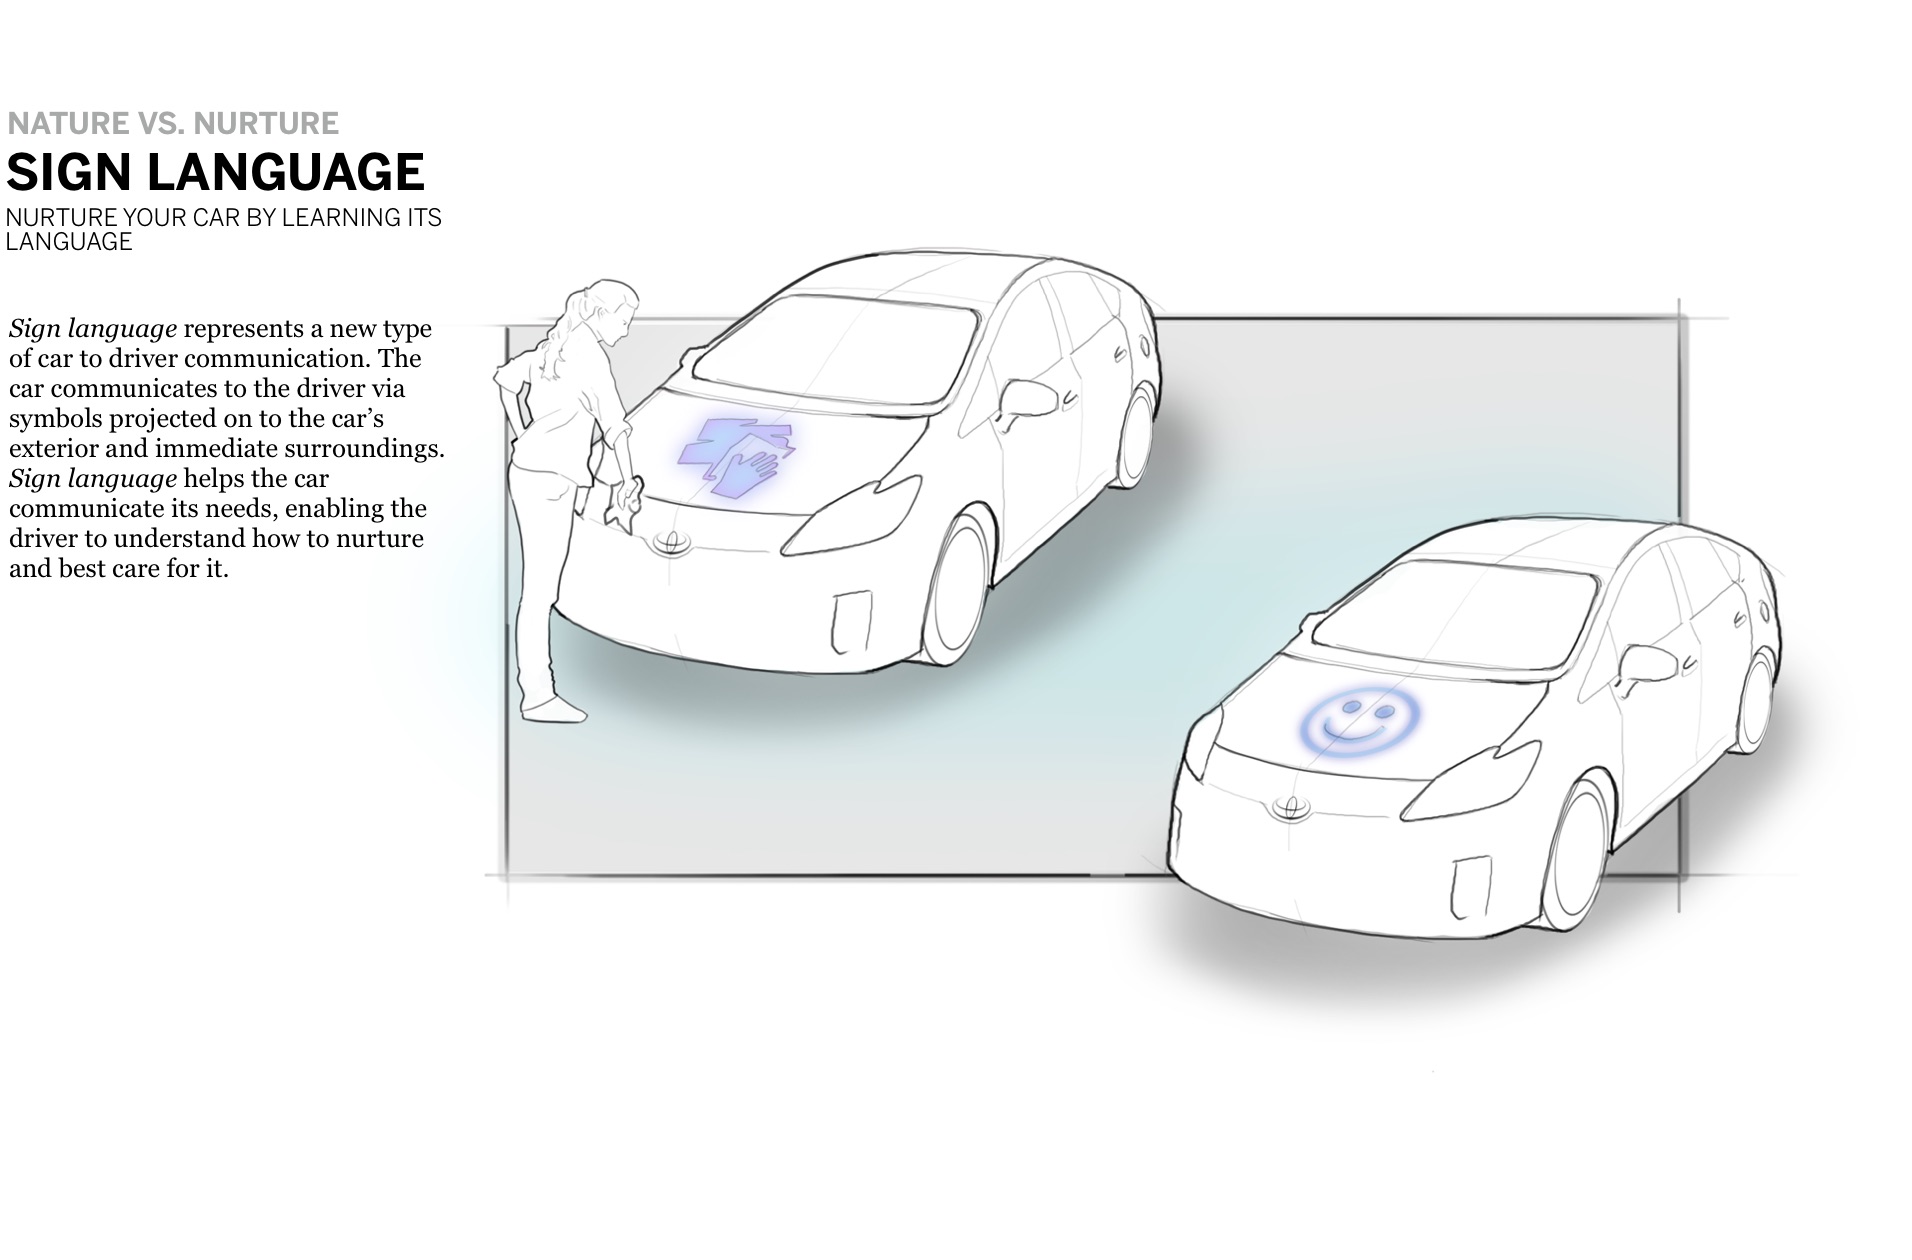 NATURE VS. NURTURE
SIGN LANGUAGE
NURTURE YOUR CAR BY LEARNING ITS
LANGUAGE
Sign language represents a new type
of car to driver communication. The
car communicates to the driver via
symbols projected on to the car’s
exterior and immediate surroundings.
Sign language helps the car
communicate its needs, enabling the
driver to understand how to nurture
and best care for it.